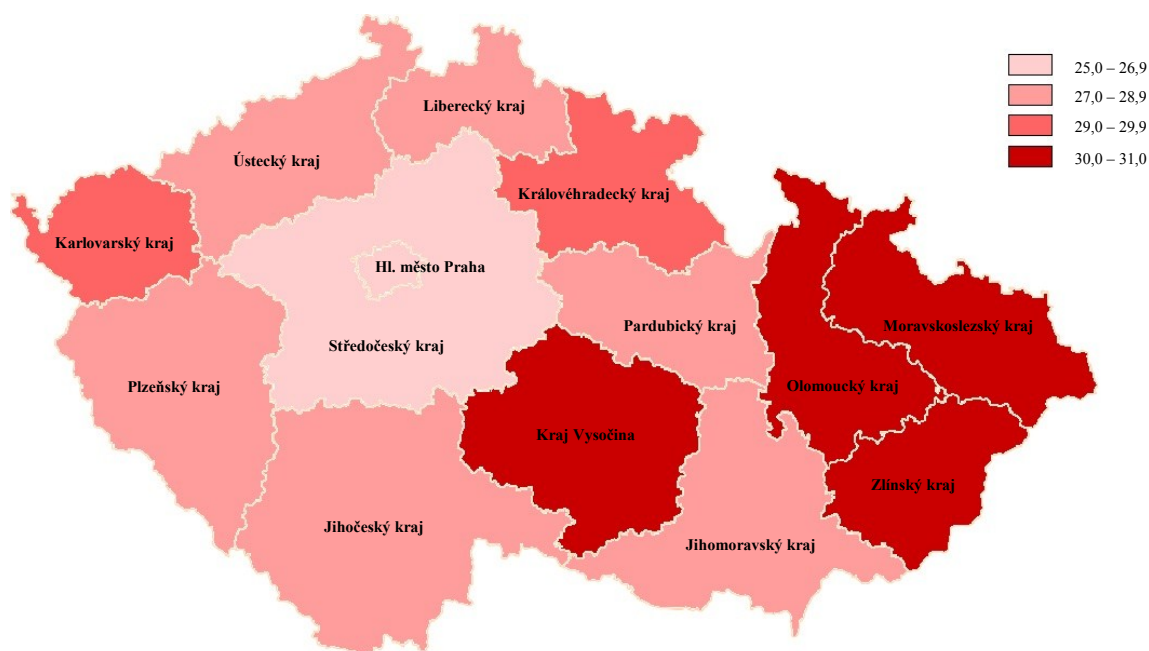 25,0 – 26,9
27,0 – 28,9
29,0 – 29,9
30,0 – 31,0
Liberecký kraj
Ústecký kraj
Královéhradecký kraj
Karlovarský kraj
Hl. město Praha
Pardubický kraj
Moravskoslezský kraj
Středočeský kraj
Plzeňský kraj
Olomoucký kraj
Kraj Vysočina
Zlínský kraj
Jihočeský kraj
Jihomoravský kraj